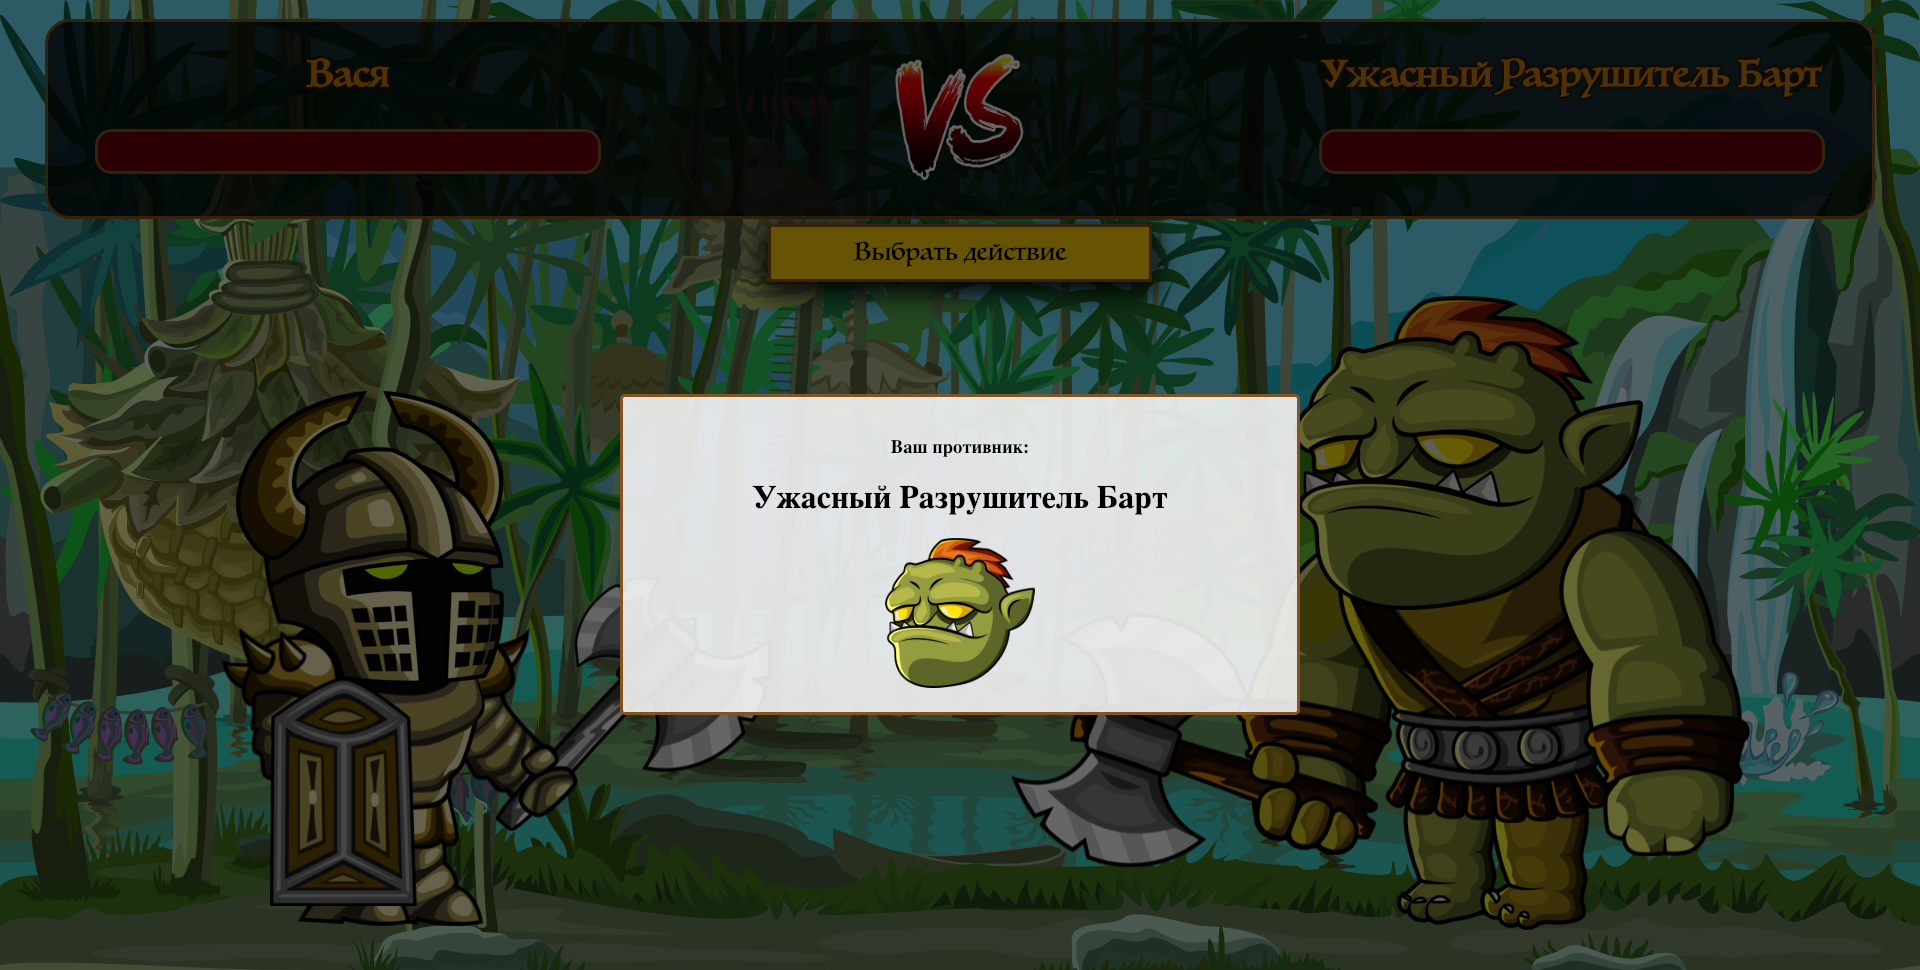 Вася
VS
Ужасный Разрушитель Барт
Выбрать действие
Ваш противник:
Ужасный Разрушитель Барт